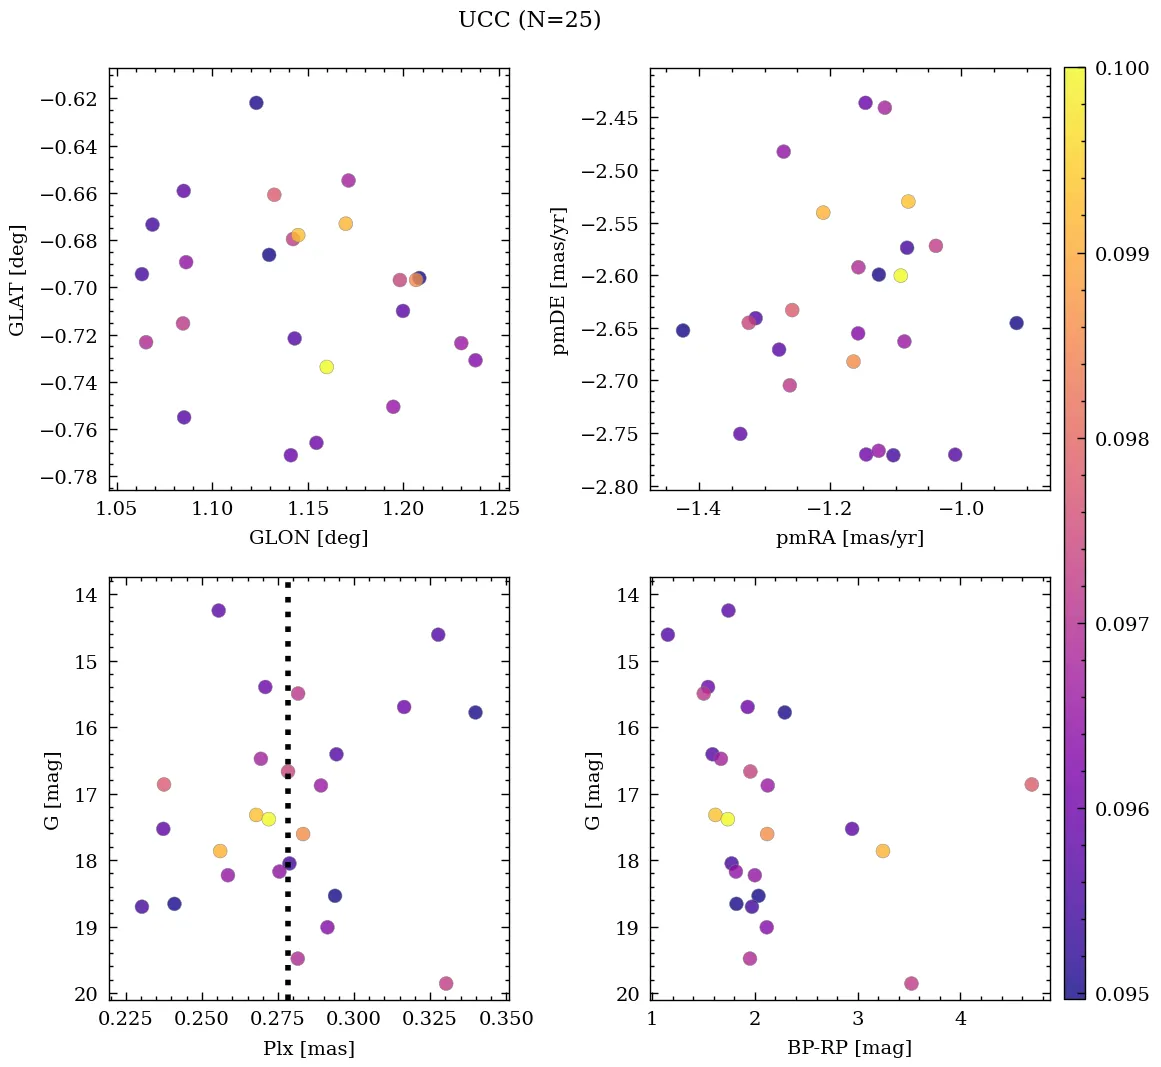 UCC (N=25)
−0.62
−0.64
−0.66
−0.68
−0.70
−0.72
−0.74
−0.76
−0.78
GLAT [deg]
1.05 1.10 1.15 1.20 1.25
GLON [deg]
−2.45
−2.50
−2.55
−2.60
−2.65
−2.70
−2.75
−2.80
pmDE [mas/yr]
−1.4 −1.2 −1.0
pmRA [mas/yr]
14
15
16
17
18
19
20
G [mag]
0.225 0.250 0.275 0.300 0.325 0.350
Plx [mas]
14
15
16
17
18
19
20
G [mag]
1 2 3 4
BP-RP [mag]
0.100
0.099
0.098
0.097
0.096
0.095